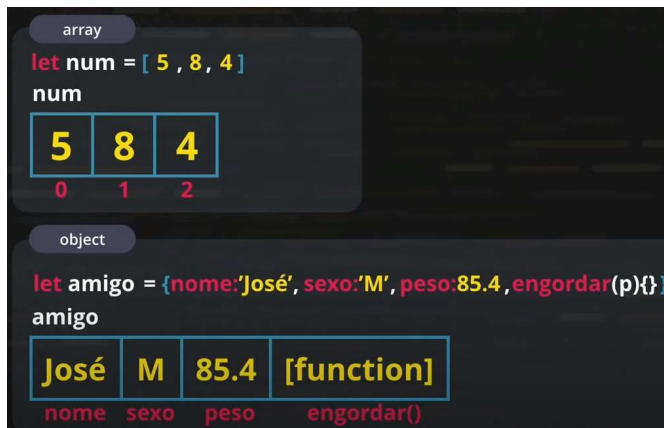 array
let num = [ 5 , 8 , 4 ]
num
5 8 4
0 1 2
object
let amigo = {nome:'José', sexo:'M', peso:85.4 ,engordar(p){} }
amigo
José M 85.4 [function]
nome sexo peso engordar()